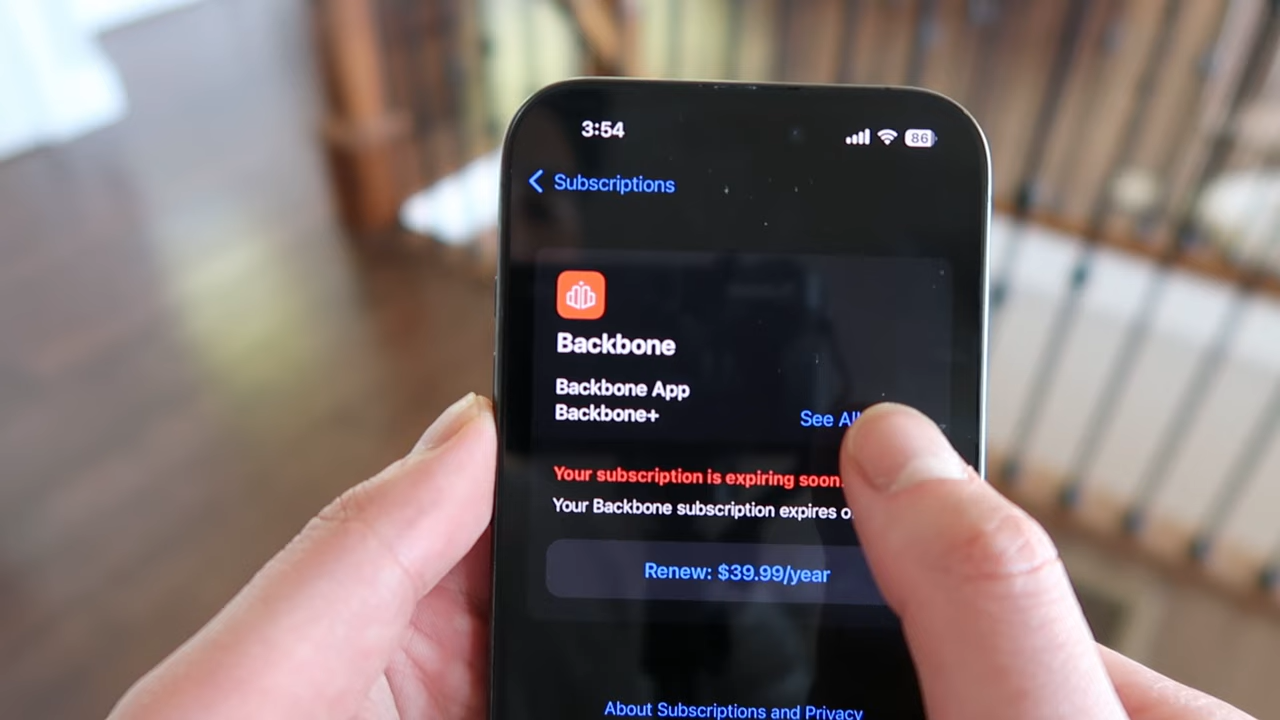 3:54
86
Subscriptions
Backbone
Backbone App
Backbone+
See All
Your subscription is expiring soon.
Your Backbone subscription expires o
Renew: $39.99/year
About Subscriptions and Privacy